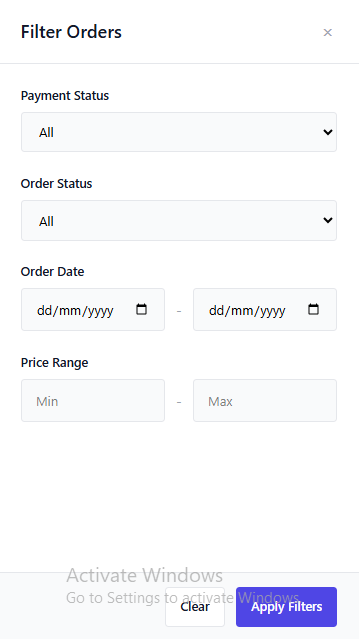 Filter Orders ×
Payment Status
All
Order Status
All
Order Date
dd/mm/yyyy - dd/mm/yyyy
Price Range
Min - Max
Activate Windows
Go to Settings to activate Windows.
Clear Apply Filters